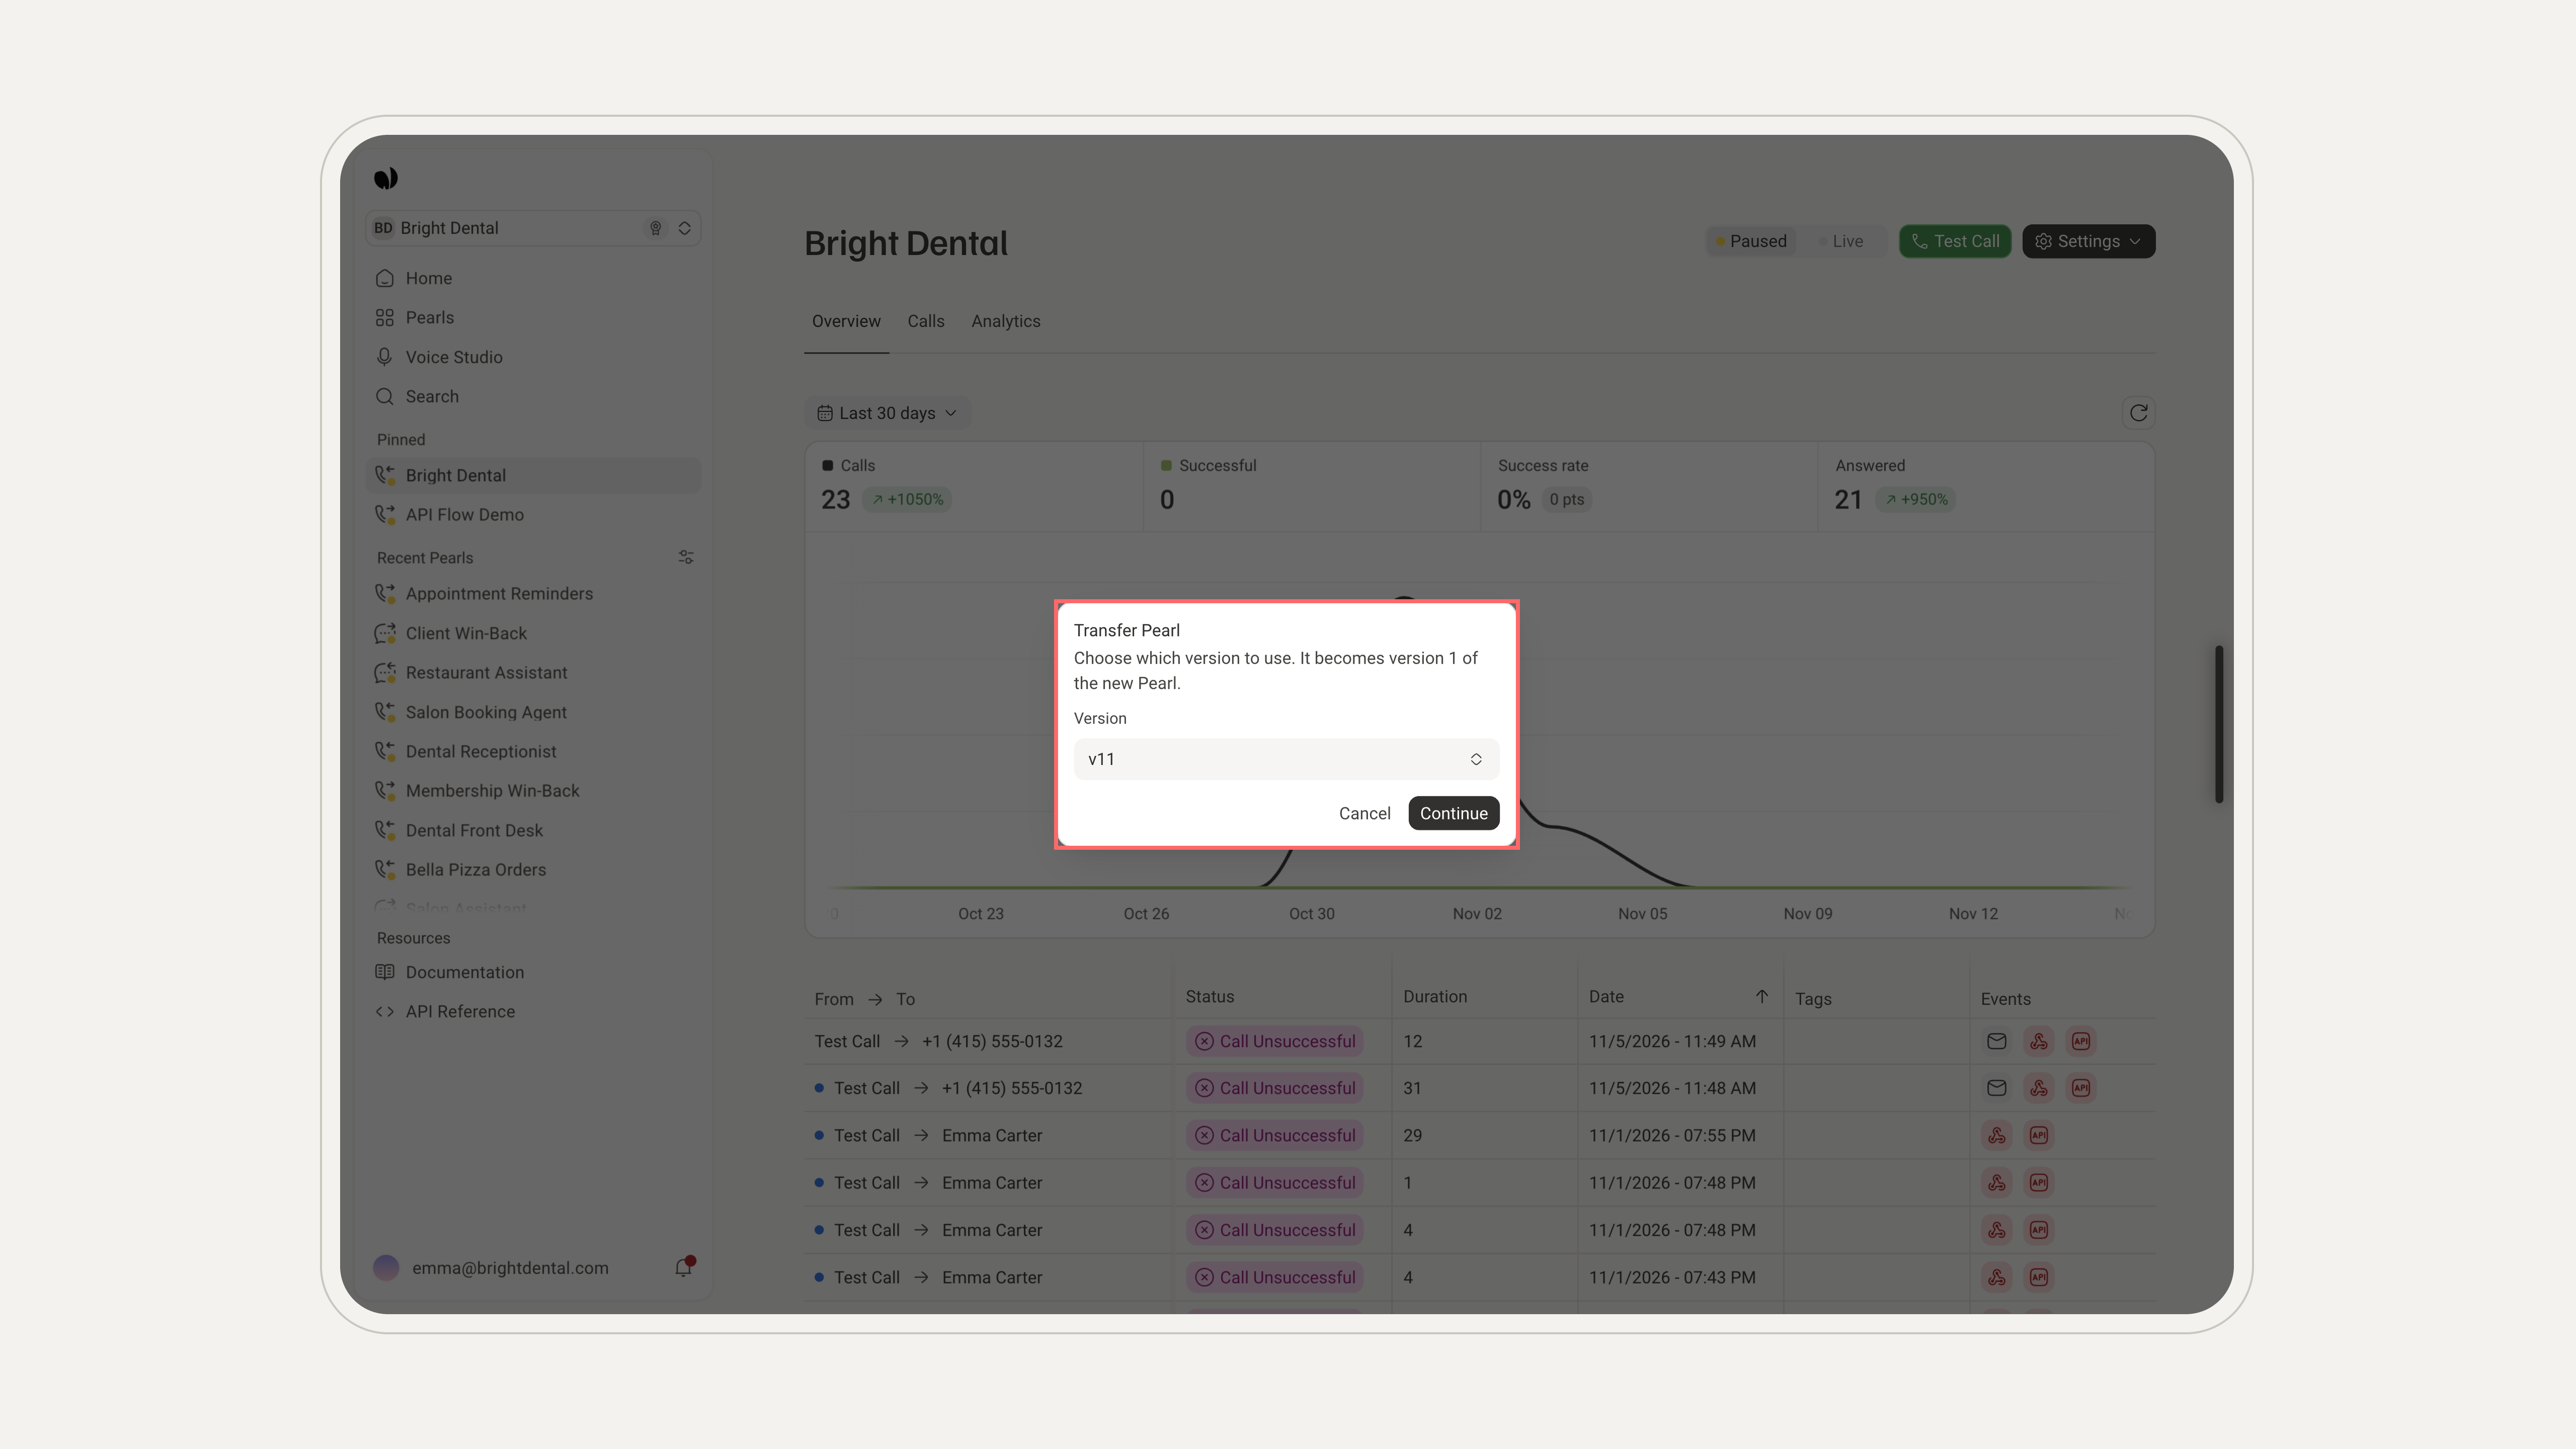 BD Bright Dental
Home
Pearls
Voice Studio
Search
Pinned
Bright Dental
API Flow Demo
Recent Pearls
Appointment Reminders
Client Win-Back
Restaurant Assistant
Salon Booking Agent
Dental Receptionist
Membership Win-Back
Dental Front Desk
Bella Pizza Orders
Salon Assistant
Resources
Documentation
API Reference
emma@brightdental.com
Bright Dental
Paused Live Test Call Settings
Overview Calls Analytics
Last 30 days
Calls Successful Success rate Answered
23 +1050% 0 0% 0 pts 21 +950%
Transfer Pearl
Choose which version to use. It becomes version 1 of
the new Pearl.
Version
v11
Cancel Continue
0 Oct 23 Oct 26 Oct 30 Nov 02 Nov 05 Nov 09 Nov 12
From → To Status Duration Date ↑ Tags Events
Test Call → +1 (415) 555-0132 Call Unsuccessful 12 11/5/2026 - 11:49 AM API
Test Call → +1 (415) 555-0132 Call Unsuccessful 31 11/5/2026 - 11:48 AM API
Test Call → Emma Carter Call Unsuccessful 29 11/1/2026 - 07:55 PM API
Test Call → Emma Carter Call Unsuccessful 1 11/1/2026 - 07:48 PM API
Test Call → Emma Carter Call Unsuccessful 4 11/1/2026 - 07:48 PM API
Test Call → Emma Carter Call Unsuccessful 4 11/1/2026 - 07:43 PM API